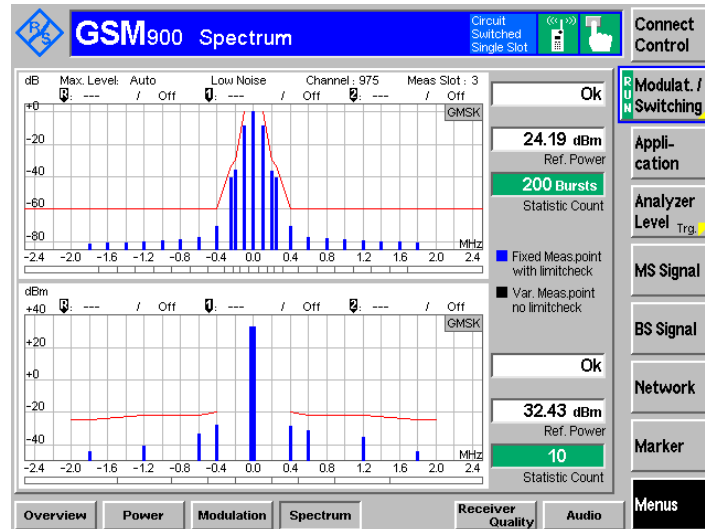 R/S
GSM900 Spectrum
Circuit
Switched
Single Slot
Connect
Control
dB Max. Level: Auto Low Noise Channel : 975 Meas Slot : 3
R: --- / Off 1: --- / Off 2: --- / Off
GMSK
+0
-20
-40
-60
-80
MHz
-2.4 -2.0 -1.6 -1.2 -0.8 -0.4 0.0 0.4 0.8 1.2 1.6 2.0 2.4
Ok
24.19 dBm
Ref. Power
200 Bursts
Statistic Count
Fixed Meas.point
with limitcheck
Var. Meas.point
no limitcheck
dBm
R: --- / Off 1: --- / Off 2: --- / Off
GMSK
+40
+20
+0
-20
-40
MHz
-2.4 -2.0 -1.6 -1.2 -0.8 -0.4 0.0 0.4 0.8 1.2 1.6 2.0 2.4
Ok
32.43 dBm
Ref. Power
10
Statistic Count
RUN
Modulat. /
Switching
Appli-
cation
Analyzer
Level Trg.
MS Signal
BS Signal
Network
Marker
Menus
Overview Power Modulation Spectrum Receiver Quality Audio